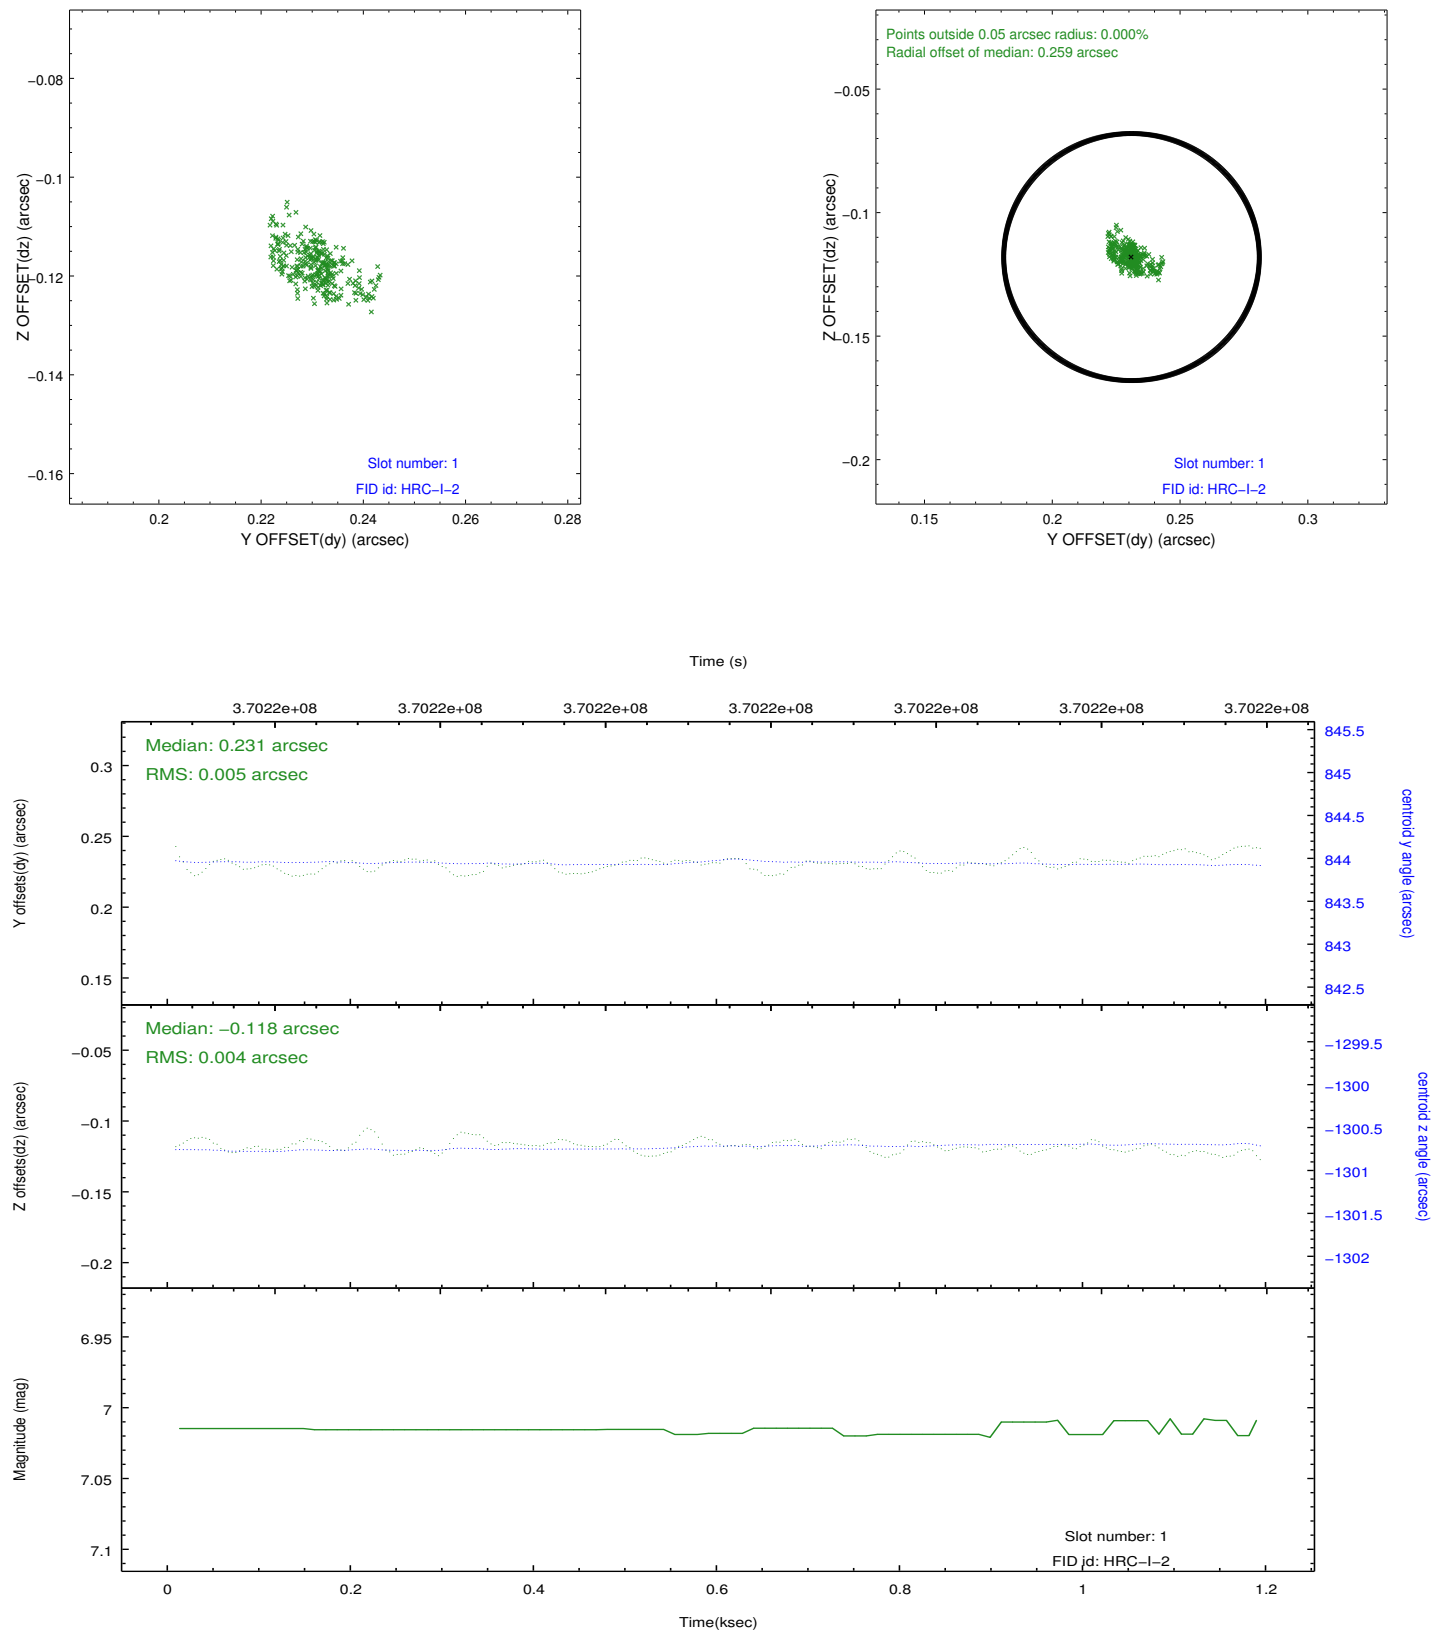 Points outside 0.05 arcsec radius: 0.000%
Radial offset of median: 0.259 arcsec
−0.08
−0.1
−0.12
−0.14
−0.16
Z OFFSET(dz) (arcsec)
Slot number: 1
FID id: HRC−I−2
0.2 0.22 0.24 0.26 0.28
Y OFFSET(dy) (arcsec)
−0.05
−0.1
−0.15
−0.2
Z OFFSET(dz) (arcsec)
Slot number: 1
FID id: HRC−I−2
0.15 0.2 0.25 0.3
Y OFFSET(dy) (arcsec)
Time (s)
3.7022e+08 3.7022e+08 3.7022e+08 3.7022e+08 3.7022e+08 3.7022e+08 3.7022e+08
Median: 0.231 arcsec
RMS: 0.005 arcsec
0.3
0.25
0.2
0.15
Y offsets(dy) (arcsec)
845.5
845
844.5
844
843.5
843
842.5
centroid y angle (arcsec)
Median: −0.118 arcsec
RMS: 0.004 arcsec
−0.05
−0.1
−0.15
−0.2
Z offsets(dz) (arcsec)
−1299.5
−1300
−1300.5
−1301
−1301.5
−1302
centroid z angle (arcsec)
6.95
7
7.05
7.1
Magnitude (mag)
Slot number: 1
FID id: HRC−I−2
0 0.2 0.4 0.6 0.8 1 1.2
Time(ksec)